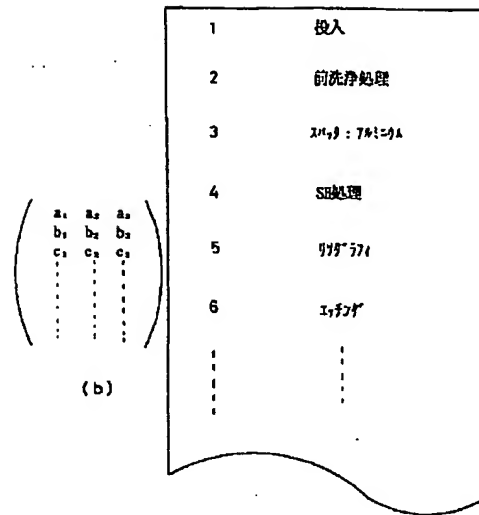 1 投入
2 前洗浄処理
3 ｽﾊﾟｯﾀ : ｱﾙﾐﾆｳﾑ
4 SH処理
5 ﾘｿｸﾞﾗﾌｨ
6 ｴｯﾁﾝｸﾞ
a₁ a₂ a₃
b₁ b₂ b₃
c₁ c₂ c₃
(b)